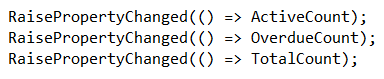 RaisePropertyChanged(() => ActiveCount);
RaisePropertyChanged(() => OverdueCount);
RaisePropertyChanged(() => TotalCount);